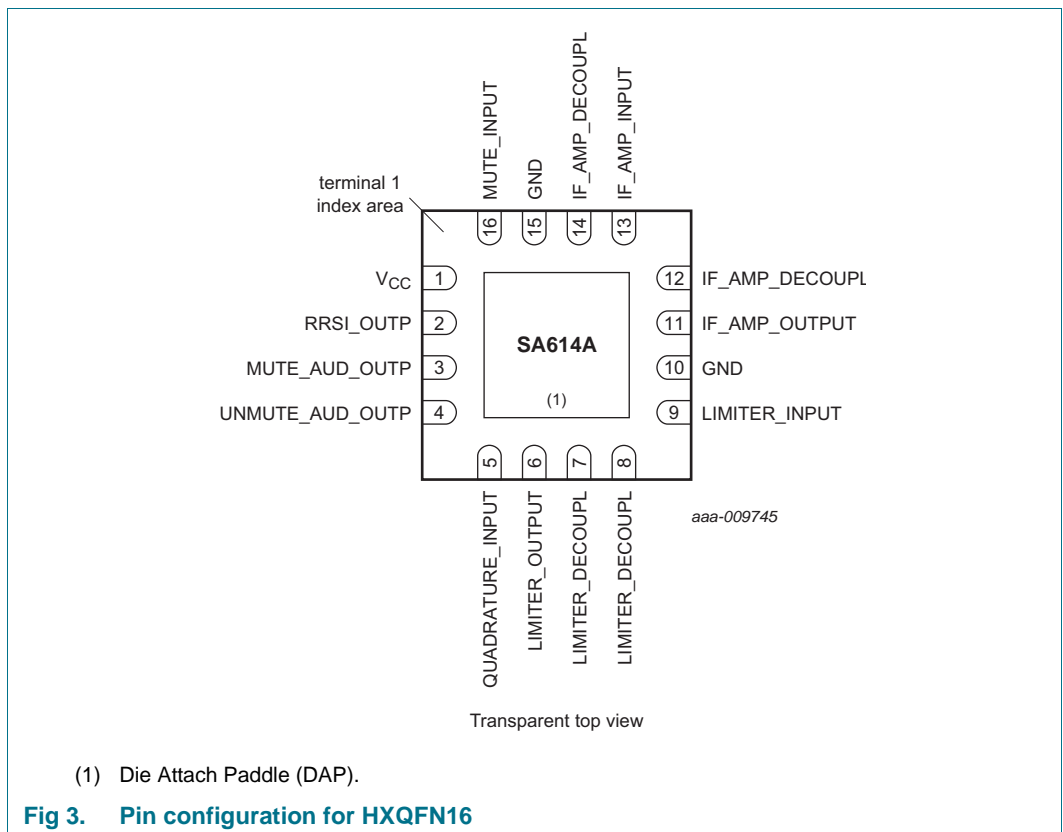 MUTE_INPUT
GND
IF_AMP_DECOUPL
IF_AMP_INPUT
terminal 1
index area
16
15
14
13
VCC
1
RRSI_OUTP
2
MUTE_AUD_OUTP
3
UNMUTE_AUD_OUTP
4
SA614A
(1)
12
IF_AMP_DECOUPL
11
IF_AMP_OUTPUT
10
GND
9
LIMITER_INPUT
5
6
7
8
QUADRATURE_INPUT
LIMITER_OUTPUT
LIMITER_DECOUPL
LIMITER_DECOUPL
aaa-009745
Transparent top view
(1) Die Attach Paddle (DAP).
Fig 3. Pin configuration for HXQFN16